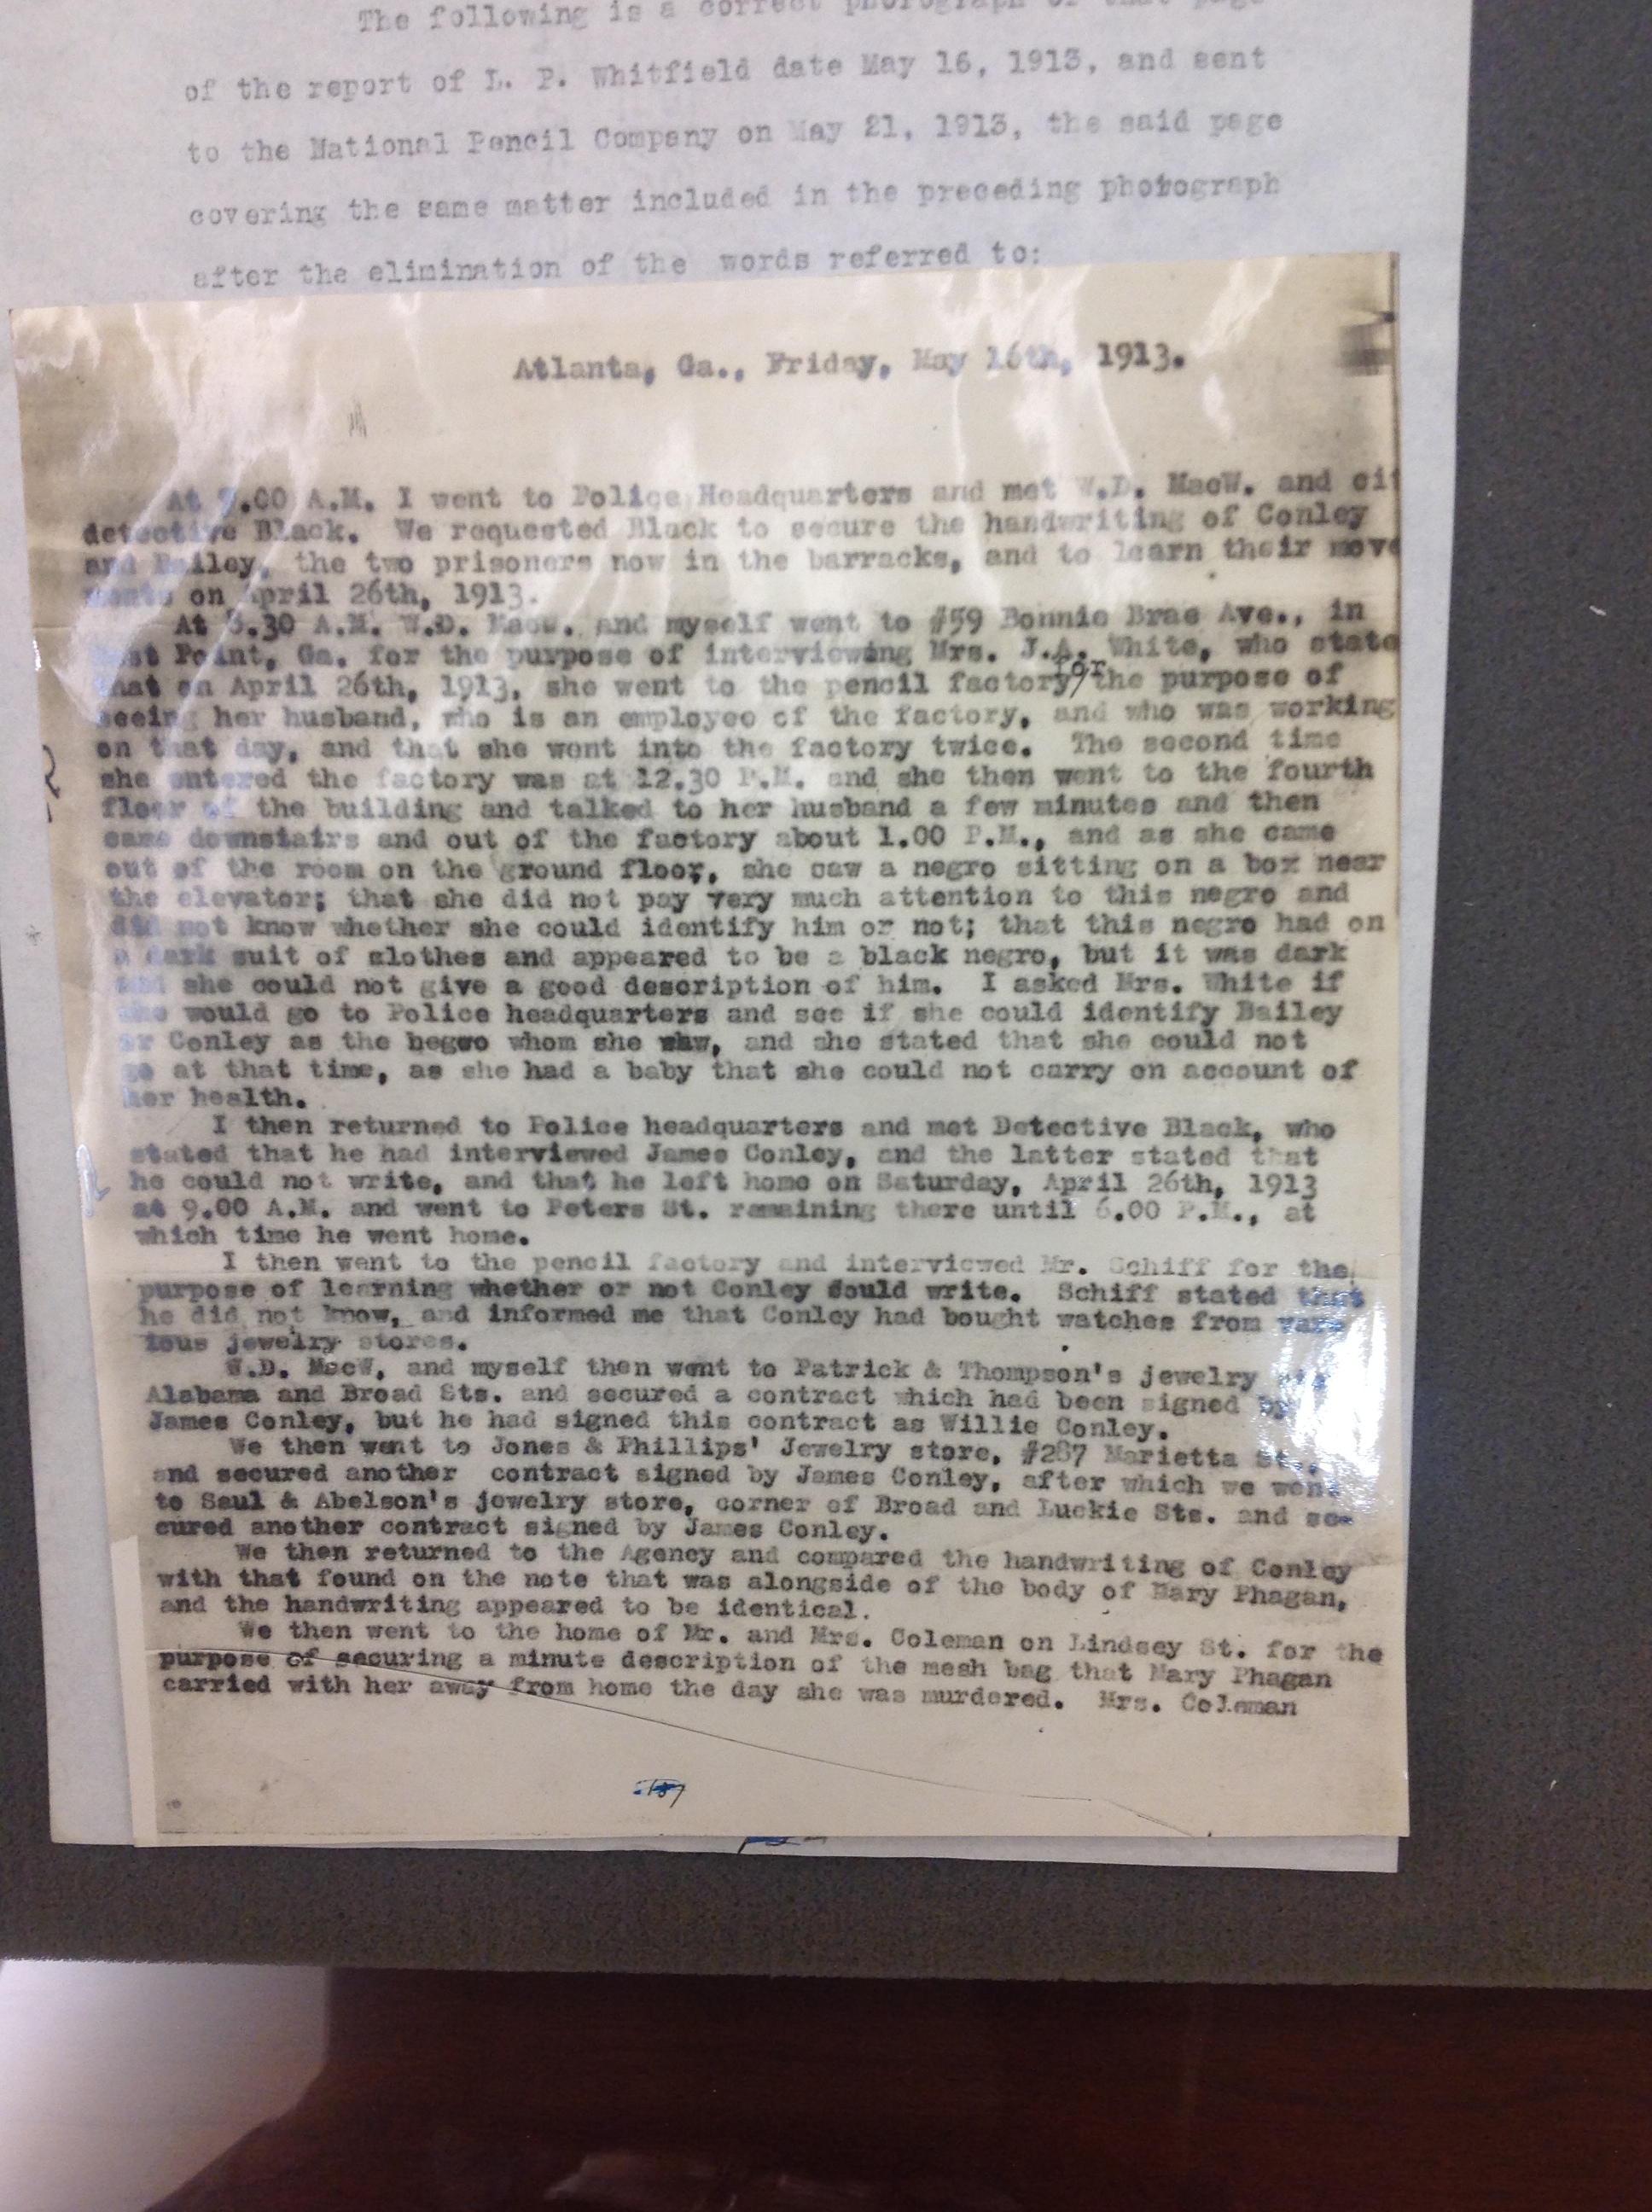 The following is a correct photograph of that page
of the report of L. P. Whitfield date May 16, 1913, and sent
to the National Pencil Company on May 21, 1913, the said page
covering the same matter included in the preceding photograph
after the elimination of the words referred to:
Atlanta, Ga., Friday, May 16th, 1913.
At .00 A.M. I went to Police Headquarters and met W.D. MacW. and cit
detective Black. We requested Black to secure the handwriting of Conley
and Bailey, the two prisoners now in the barracks, and to learn their move
ments on April 26th, 1913.
At 8.30 A.M. W.D. MacW. and myself went to #59 Bonnie Brae Ave., in
Point, Ga. for the purpose of interviewing Mrs. J.A. White, who state
that on April 26th, 1913, she went to the pencil factory for the purpose of
seeing her husband, who is an employee of the factory, and who was working
on that day, and that she went into the factory twice. The second time
she entered the factory was at 12.30 P.M. and she then went to the fourth
floor of the building and talked to her husband a few minutes and then
came downstairs and out of the factory about 1.00 P.M., and as she came
out of the room on the ground floor, she saw a negro sitting on a box near
the elevator; that she did not pay very much attention to this negro and
did not know whether she could identify him or not; that this negro had on
a dark suit of clothes and appeared to be a black negro, but it was dark
and she could not give a good description of him. I asked Mrs. White if
she would go to Police headquarters and see if she could identify Bailey
or Conley as the begro whom she saw, and she stated that she could not
go at that time, as she had a baby that she could not carry on account of
her health.
I then returned to Police headquarters and met Detective Black, who
stated that he had interviewed James Conley, and the latter stated that
he could not write, and that he left home on Saturday, April 26th, 1913
at 9.00 A.M. and went to Peters St. remaining there until 6.00 P.M., at
which time he went home.
I then went to the pencil factory and interviewed Mr. Schiff for the
purpose of learning whether or not Conley could write. Schiff stated that
he did not know, and informed me that Conley had bought watches from var-
ious jewelry stores.
W.D. MacW, and myself then went to Patrick & Thompson's jewelry
Alabama and Broad Sts. and secured a contract which had been signed by
James Conley, but he had signed this contract as Willie Conley.
We then went to Jones & Phillips' Jewelry store, #287 Marietta St.,
and secured another contract signed by James Conley, after which we went
to Saul & Abelson's jewelry store, corner of Broad and Luckie Sts. and se-
cured another contract signed by James Conley.
We then returned to the Agency and compared the handwriting of Conley
with that found on the note that was alongside of the body of Mary Phagan,
and the handwriting appeared to be identical.
We then went to the home of Mr. and Mrs. Coleman on Lindsey St. for the
purpose of securing a minute description of the mesh bag that Mary Phagan
carried with her away from home the day she was murdered. Mrs. Coleman